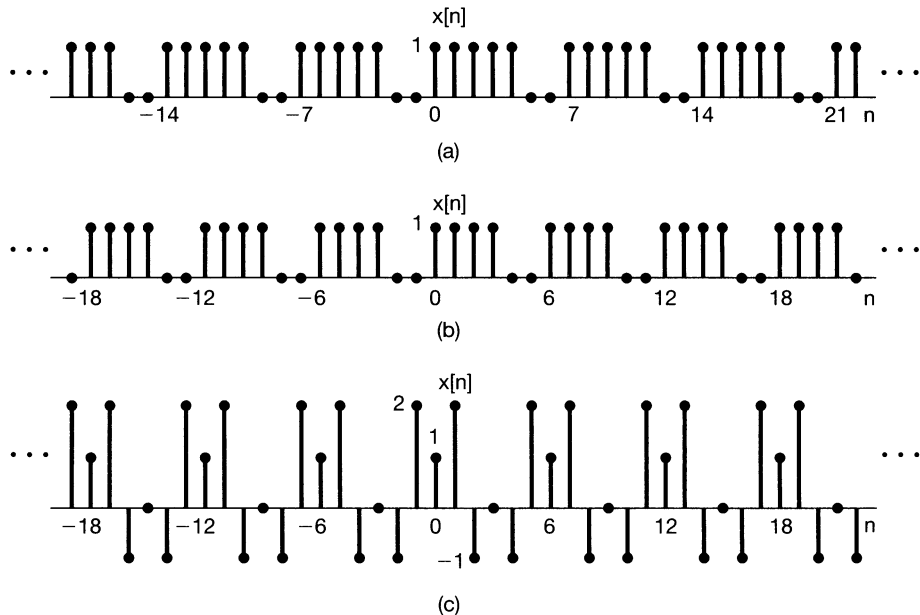 x[n]
1
. . .
. . .
−14 −7 0 7 14 21 n
(a)
x[n]
1
. . .
. . .
−18 −12 −6 0 6 12 18 n
(b)
x[n]
2
1
. . .
. . .
−18 −12 −6 0 6 12 18 n
−1
(c)